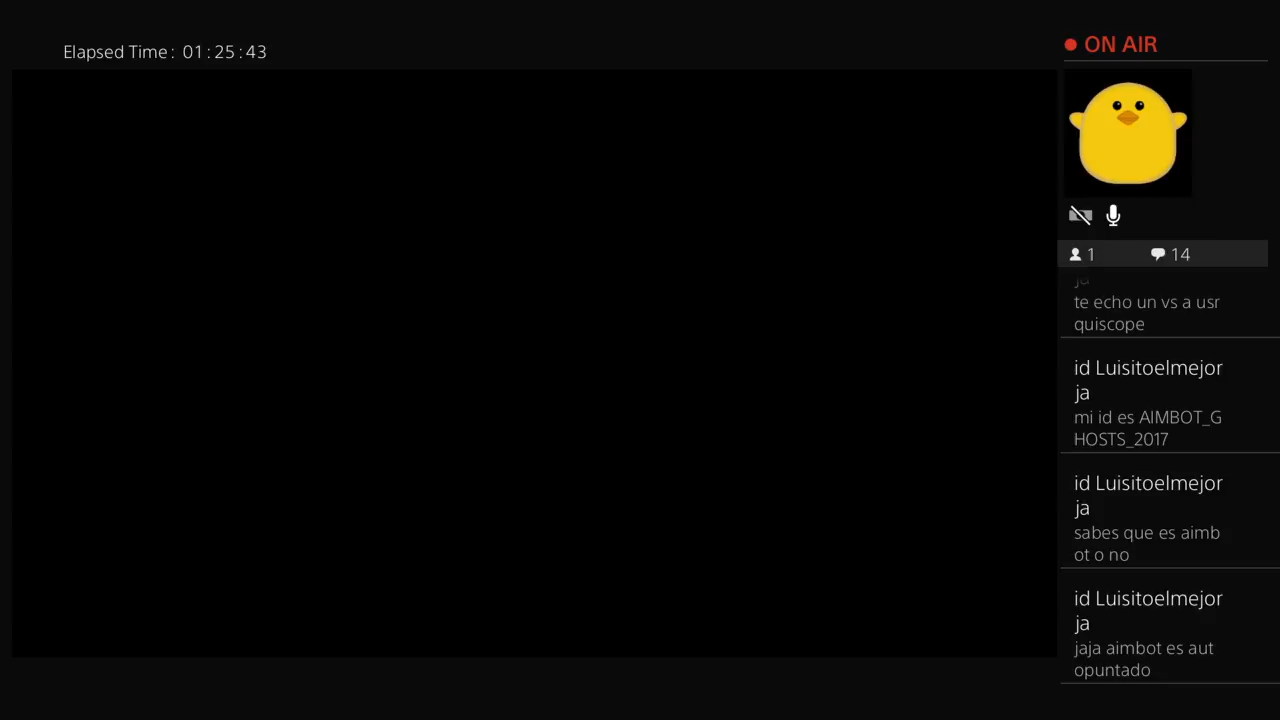 Elapsed Time: 01:25:43
ON AIR
1 14
ja
te echo un vs a usr
quiscope
id Luisitoelmejor
ja
mi id es AIMBOT_G
HOSTS_2017
id Luisitoelmejor
ja
sabes que es aimb
ot o no
id Luisitoelmejor
ja
jaja aimbot es aut
opuntado